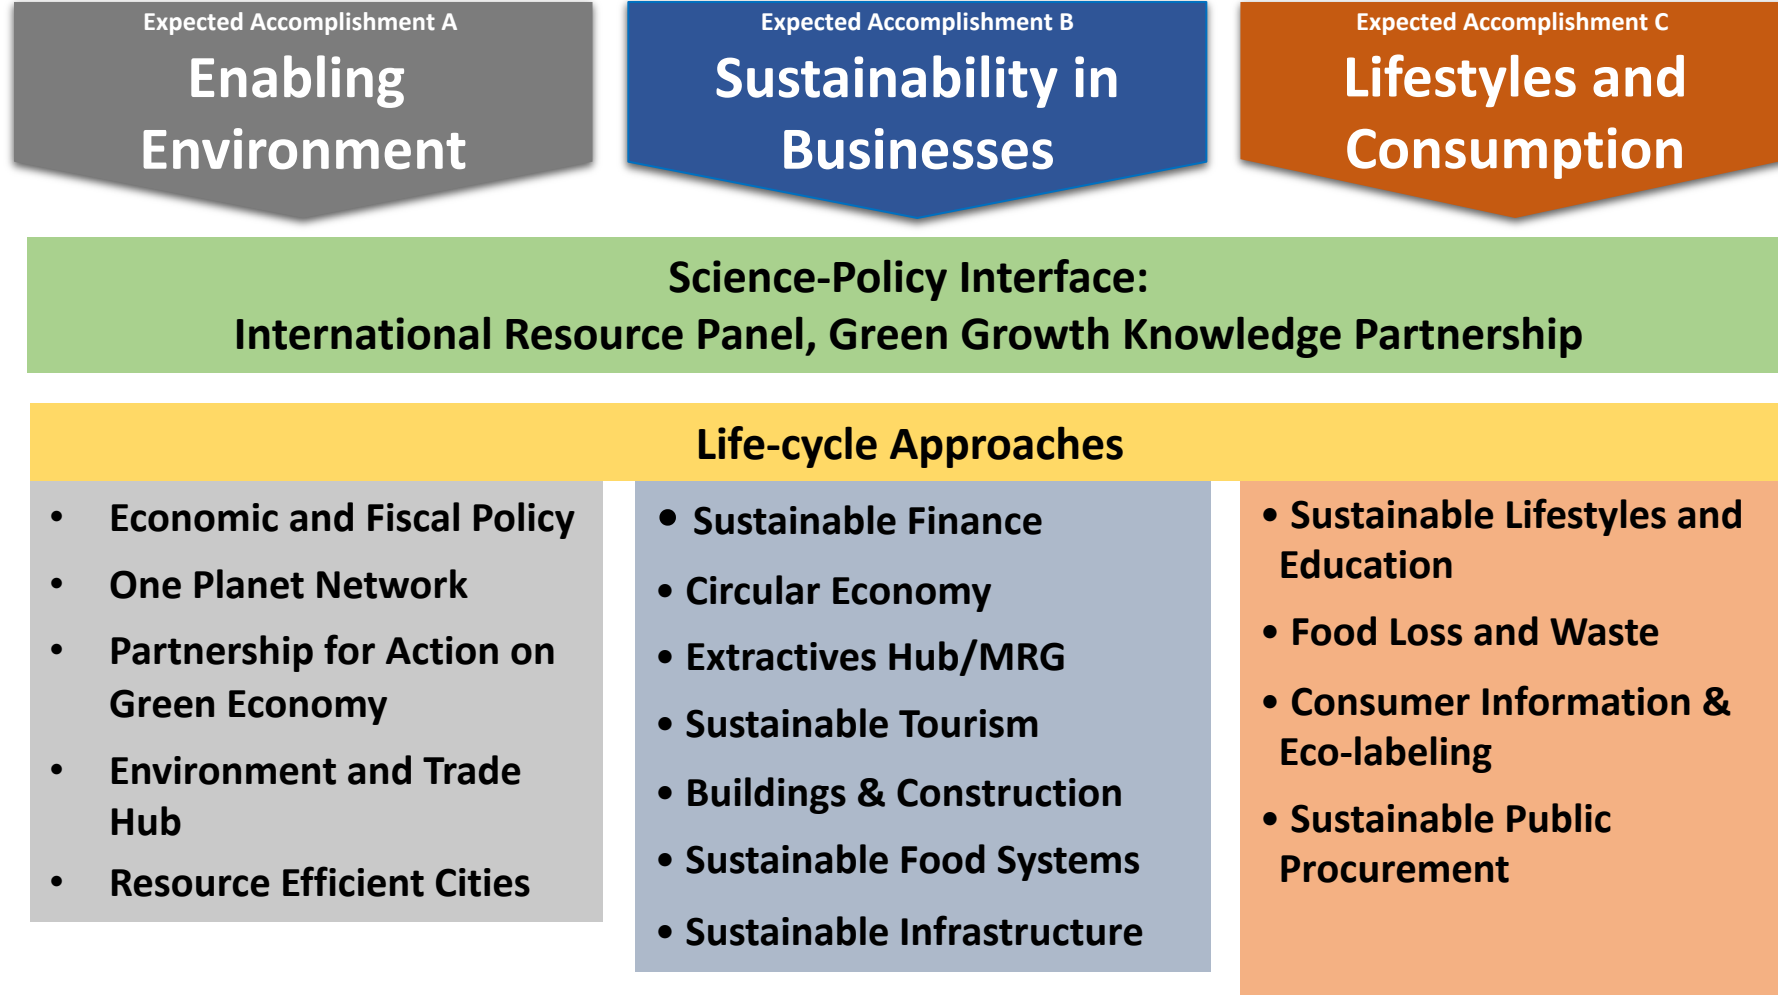 Expected Accomplishment A
Enabling
Environment
Expected Accomplishment B
Sustainability in
Businesses
Expected Accomplishment C
Lifestyles and
Consumption
Science-Policy Interface:
International Resource Panel, Green Growth Knowledge Partnership
Life-cycle Approaches
• Economic and Fiscal Policy
• One Planet Network
• Partnership for Action on
Green Economy
• Environment and Trade
Hub
• Resource Efficient Cities
• Sustainable Finance
• Circular Economy
• Extractives Hub/MRG
• Sustainable Tourism
• Buildings & Construction
• Sustainable Food Systems
• Sustainable Infrastructure
• Sustainable Lifestyles and
Education
• Food Loss and Waste
• Consumer Information &
Eco-labeling
• Sustainable Public
Procurement